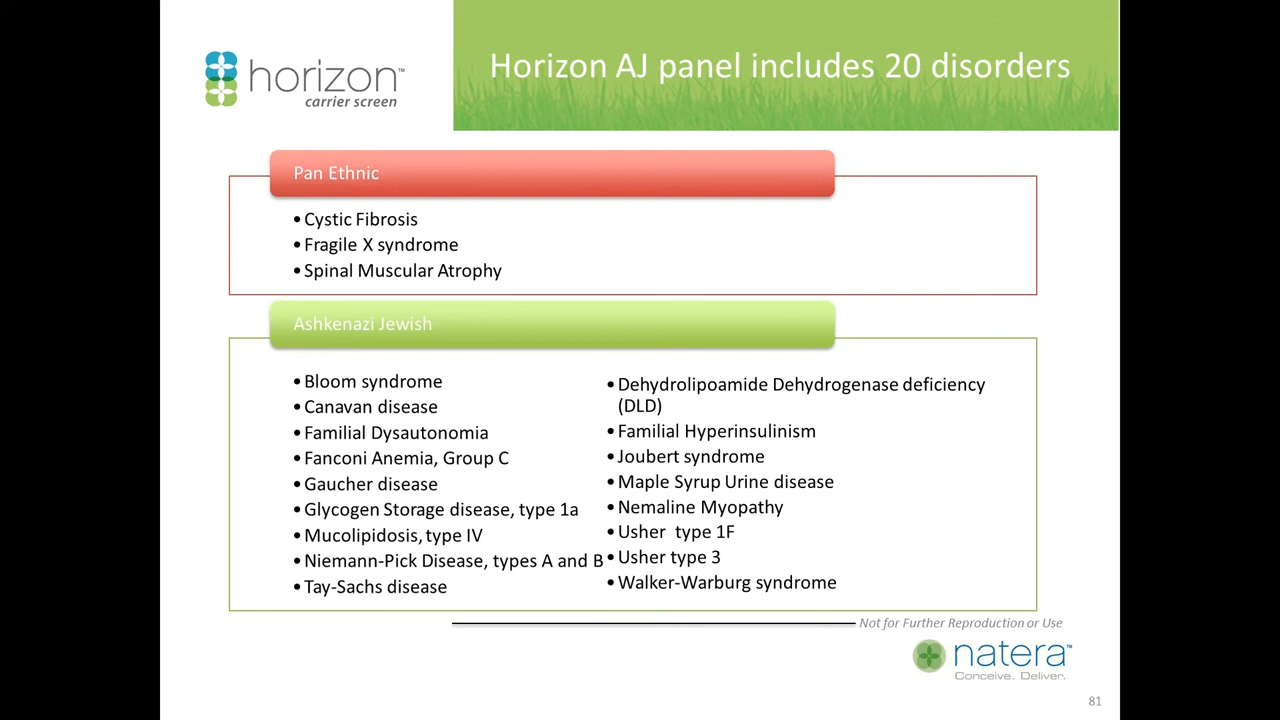 horizon™
carrier screen
Horizon AJ panel includes 20 disorders
Pan Ethnic
•Cystic Fibrosis
•Fragile X syndrome
•Spinal Muscular Atrophy
Ashkenazi Jewish
•Bloom syndrome
•Canavan disease
•Familial Dysautonomia
•Fanconi Anemia, Group C
•Gaucher disease
•Glycogen Storage disease, type 1a
•Mucolipidosis, type IV
•Niemann-Pick Disease, types A and B
•Tay-Sachs disease
•Dehydrolipoamide Dehydrogenase deficiency
(DLD)
•Familial Hyperinsulinism
•Joubert syndrome
•Maple Syrup Urine disease
•Nemaline Myopathy
•Usher type 1F
•Usher type 3
•Walker-Warburg syndrome
Not for Further Reproduction or Use
natera™
Conceive. Deliver.
81